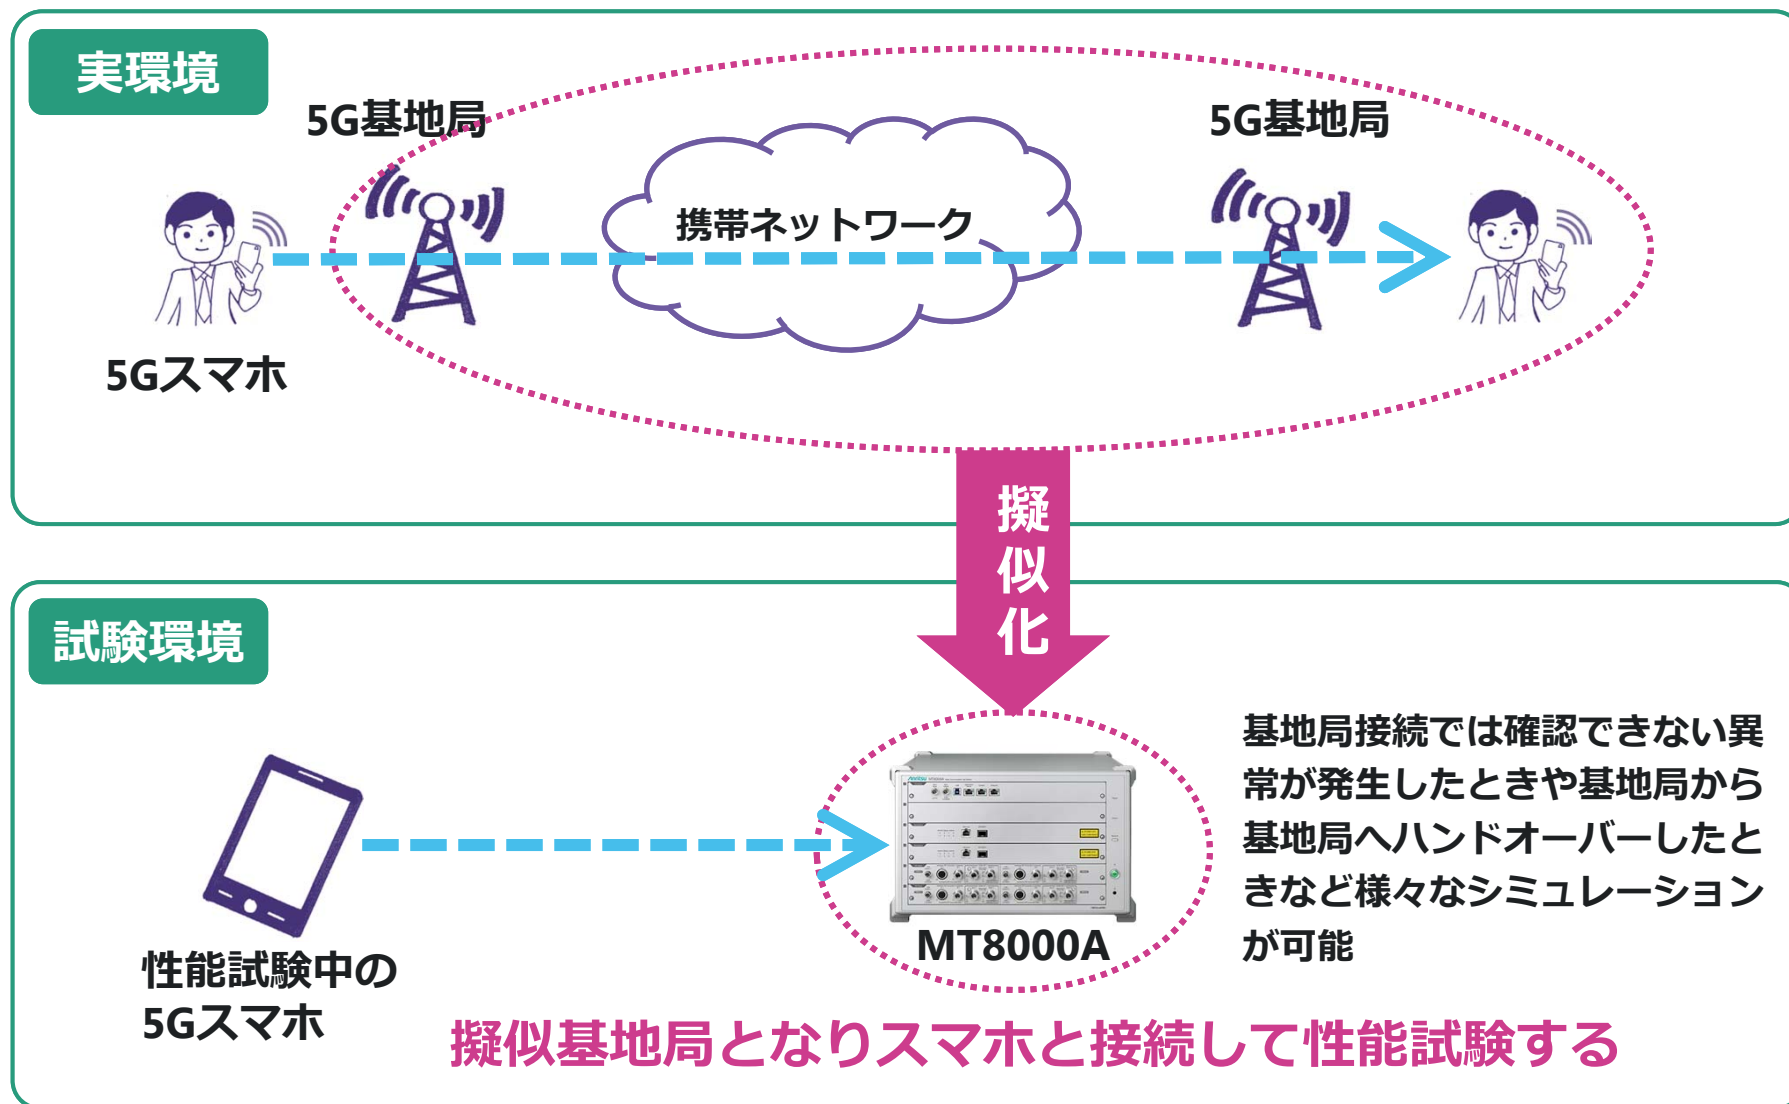 実環境
5G基地局
5G基地局
携帯ネットワーク
5Gスマホ
擬似化
試験環境
基地局接続では確認できない異
常が発生したときや基地局から
基地局へハンドオーバーしたと
きなど様々なシミュレーション
が可能
Anritsu
MT8000A
性能試験中の
5Gスマホ
擬似基地局となりスマホと接続して性能試験する